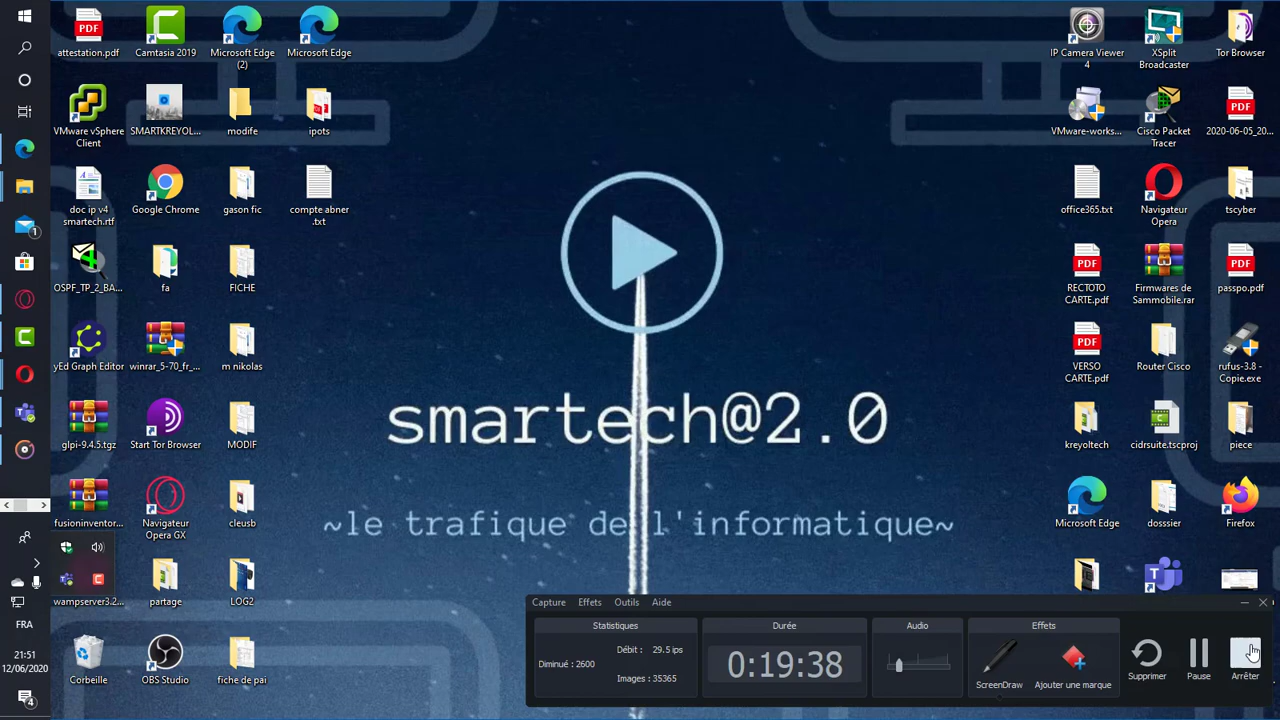 attestation.pdf
Camtasia 2019
Microsoft Edge
(2)
Microsoft Edge
IP Camera Viewer
4
XSplit
Broadcaster
Tor Browser
VMware vSphere
Client
SMARTKREYOL...
modife
ipots
VMware-works...
Cisco Packet
Tracer
2020-06-05_20...
doc ip v4
smartech.rtf
Google Chrome
gason fic
compte abner
.txt
office365.txt
Navigateur
Opera
tscyber
OSPF_TP_2_BA...
fa
FICHE
RECTOTO
CARTE.pdf
Firmwares de
Sammobile.rar
passpo.pdf
yEd Graph Editor
winrar_5-70_fr_...
m nikolas
VERSO
CARTE.pdf
Router Cisco
rufus-3.8 -
Copie.exe
smartech@2.0
glpi-9.4.5.tgz
Start Tor Browser
MODIF
kreyoltech
cidrsuite.tscproj
piece
~le trafique de l'informatique~
fusioninventor...
Navigateur
Opera GX
cleusb
Microsoft Edge
dosssier
Firefox
wampserver3.2...
partage
LOG2
Corbeille
OBS Studio
fiche de pai
FRA
21:51
12/06/2020
1
4
Capture Effets Outils Aide
Statistiques
Durée
Audio
Effets
Diminué : 2600
Débit : 29.5 ips
Images : 35365
0:19:38
ScreenDraw
Ajouter une marque
Supprimer
Pause
Arrêter